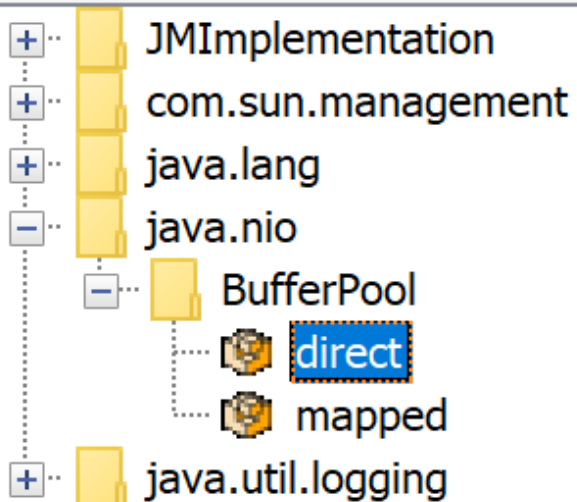 JMImplementation
com.sun.management
java.lang
java.nio
BufferPool
direct
mapped
java.util.logging